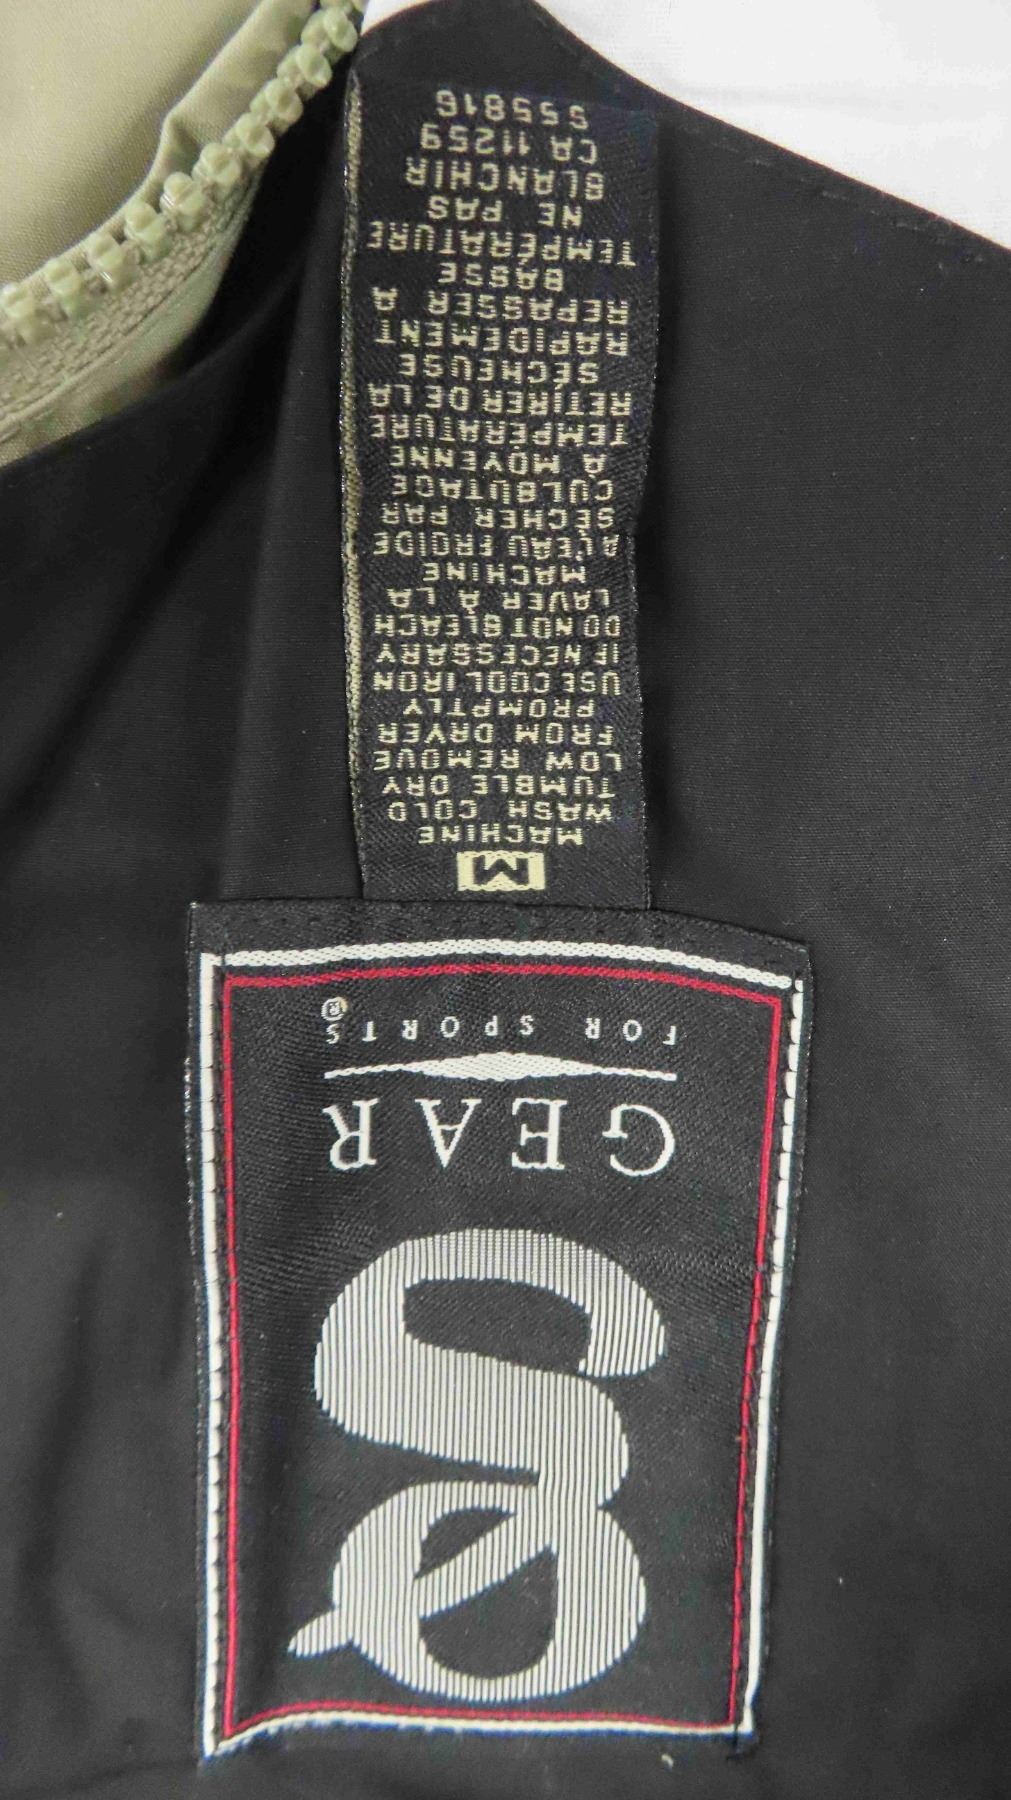 GEAR
FOR SPORTS®
M
MACHINE
WASH COLD
TUMBLE DRY
LOW REMOVE
FROM DRYER
PROMPTLY
USE COOL IRON
IF NECESSARY
DO NOT BLEACH
LAVER À LA
MACHINE
A L'EAU FROIDE
SÉCHER PAR
CULBUTAGE
À MOYENNE
TEMPÉRATURE
RETIRER DE LA
SÉCHEUSE
RAPIDEMENT
REPASSER À
BASSE
TEMPÉRATURE
NE PAS
BLANCHIR
CA 11259
S55816